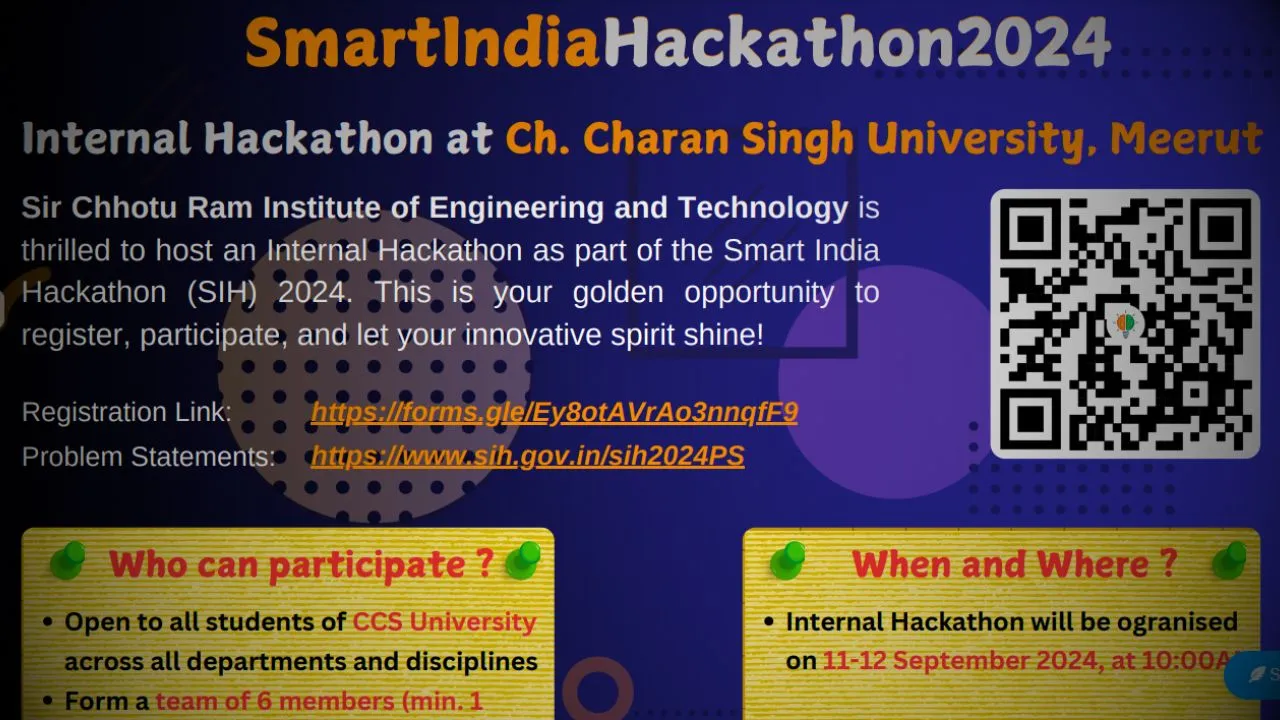 SmartIndiaHackathon2024
Internal Hackathon at Ch. Charan Singh University, Meerut
Sir Chhotu Ram Institute of Engineering and Technology is
thrilled to host an Internal Hackathon as part of the Smart India
Hackathon (SIH) 2024. This is your golden opportunity to
register, participate, and let your innovative spirit shine!
Registration Link: https://forms.gle/Ey8otAVrAo3nnqfF9
Problem Statements: https://www.sih.gov.in/sih2024PS
Who can participate ?
• Open to all students of CCS University
across all departments and disciplines
• Form a team of 6 members (min. 1
When and Where ?
• Internal Hackathon will be ogranised
on 11-12 September 2024, at 10:00A